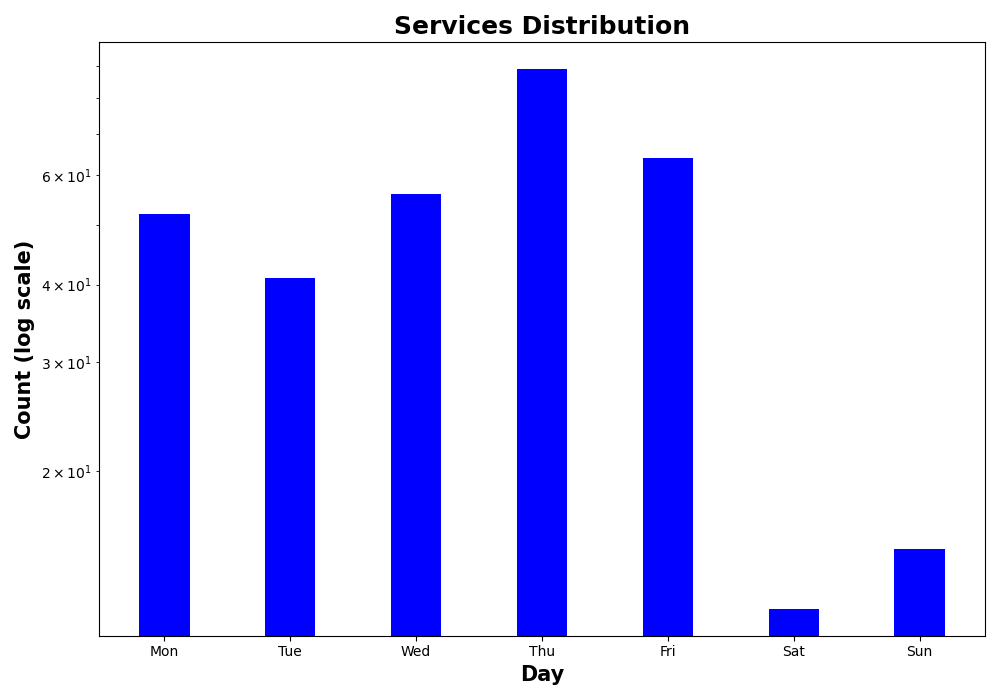 Services Distribution
Count (log scale)
6 × 10¹
4 × 10¹
3 × 10¹
2 × 10¹
Mon Tue Wed Thu Fri Sat Sun
Day